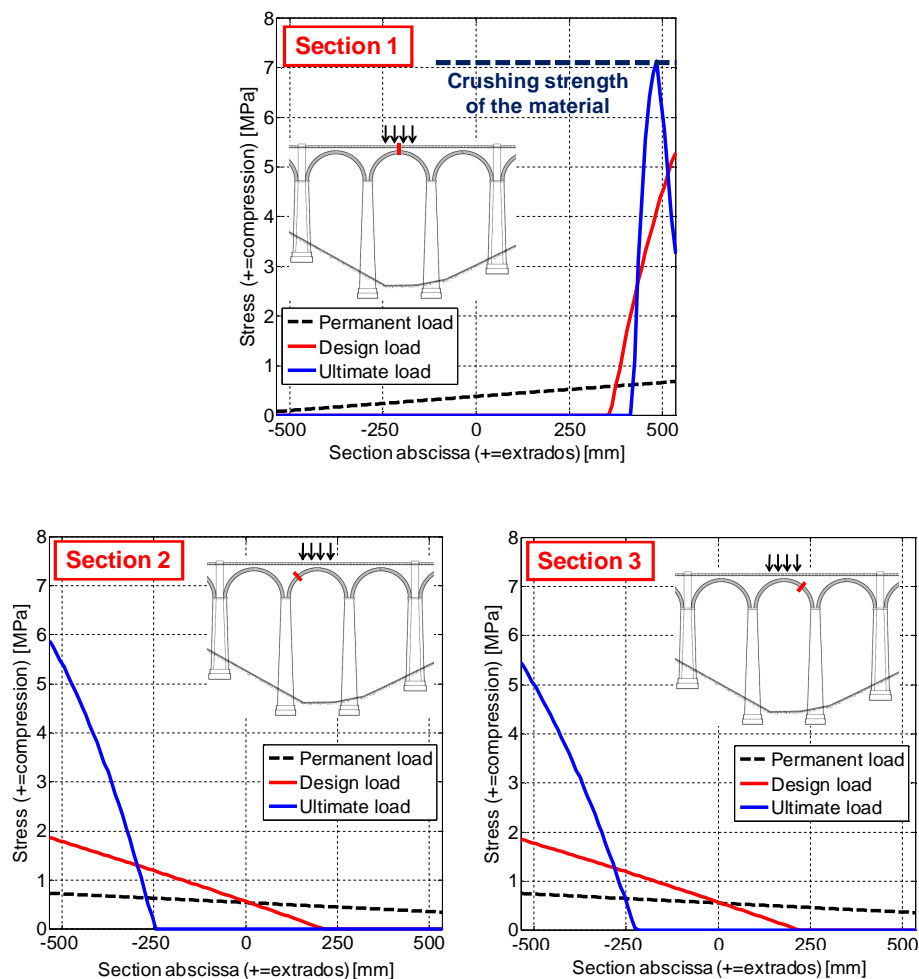 8
7
6
5
4
3
2
1
0
Stress (+=compression) [MPa]
Section 1
Crushing strength
of the material
Permanent load
Design load
Ultimate load
-500 -250 0 250 500
Section abscissa (+=extrados) [mm]
8
7
6
5
4
3
2
1
0
Stress (+=compression) [MPa]
Section 2
Permanent load
Design load
Ultimate load
-500 -250 0 250 500
Section abscissa (+=extrados) [mm]
8
7
6
5
4
3
2
1
0
Stress (+=compression) [MPa]
Section 3
Permanent load
Design load
Ultimate load
-500 -250 0 250 500
Section abscissa (+=extrados) [mm]